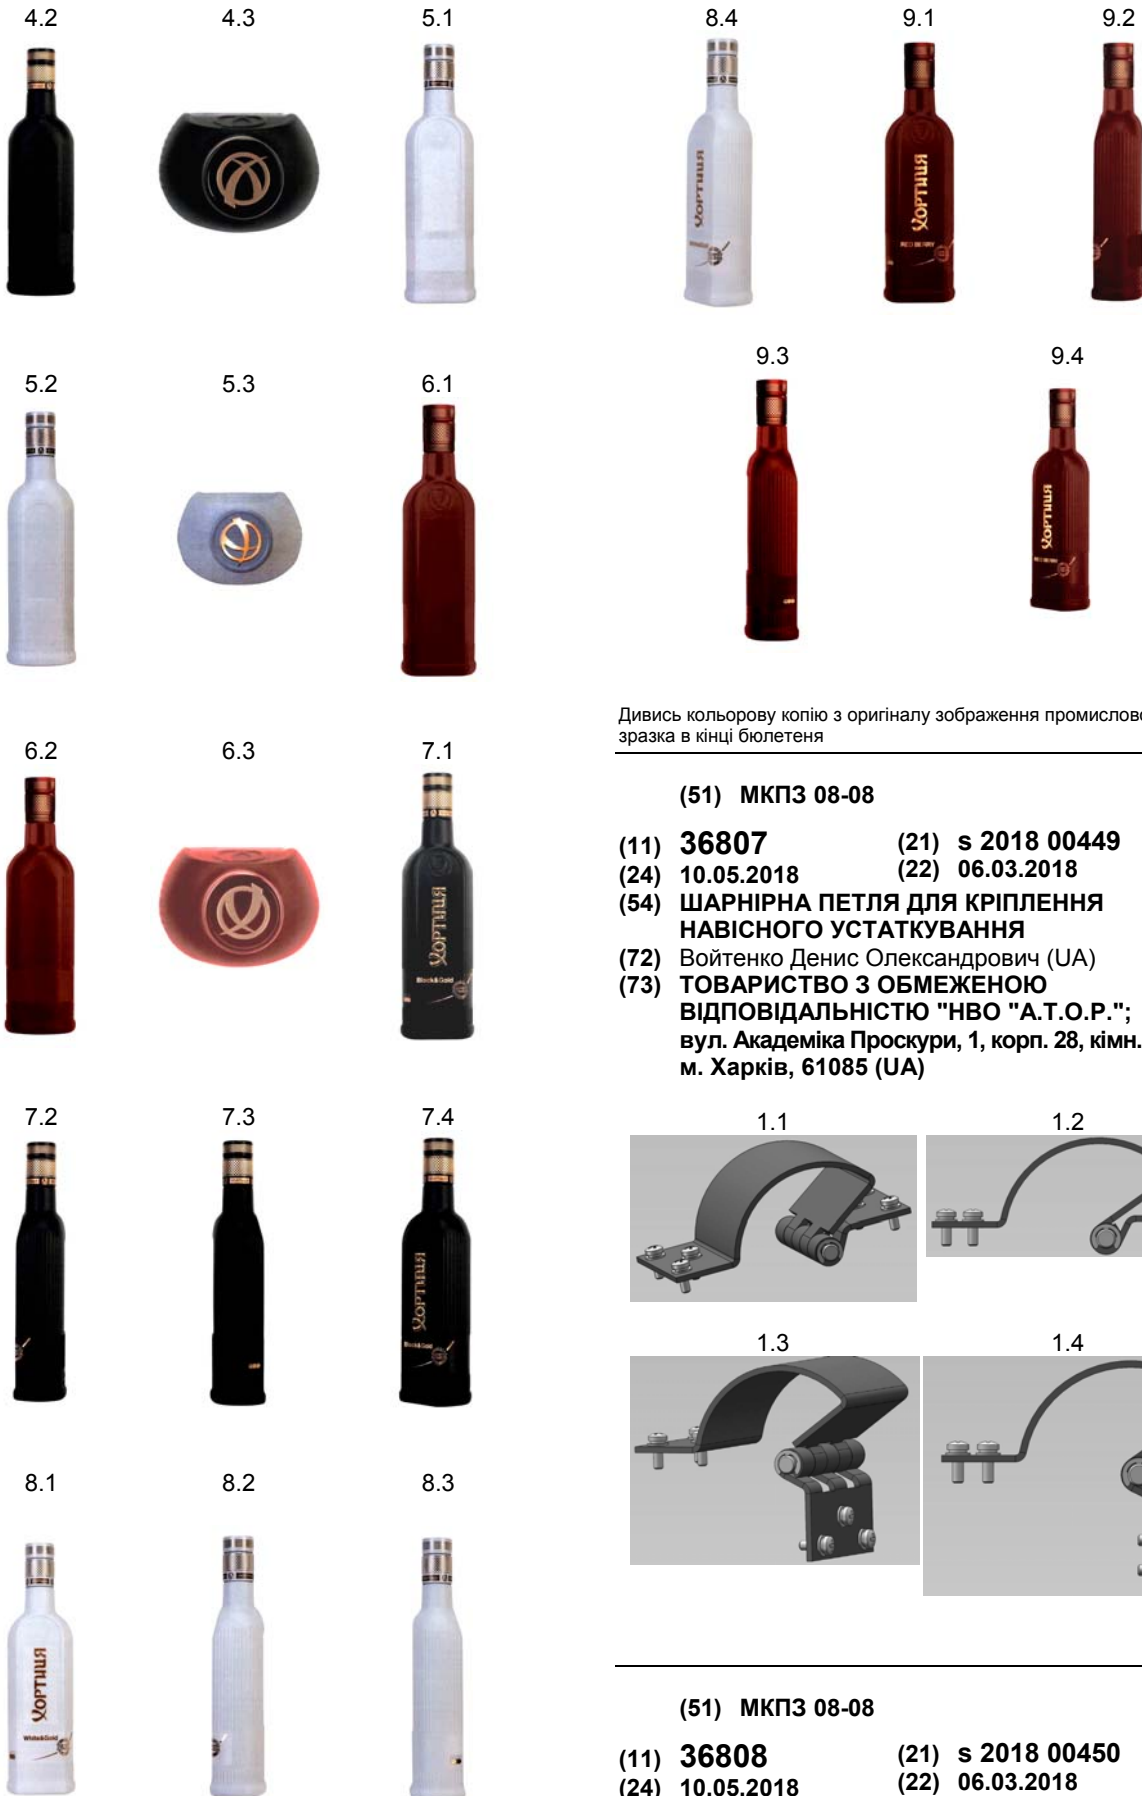 4.2 4.3 5.1
5.2 5.3 6.1
6.2 6.3 7.1
Хортиця
Black&Gold
7.2 7.3 7.4
Хортиця
Black&Gold
8.1 8.2 8.3
Хортиця
White&Gold
8.4 9.1 9.2
Хортиця
Хортиця
RED BERRY
9.3 9.4
Хортиця
RED BERRY
Дивись кольорову копію з оригіналу зображення
зразка в кінці бюлетеня
(51) МКПЗ 08-08
(11) 36807 (21) s 2018 00449
(24) 10.05.2018 (22) 06.03.2018
(54) ШАРНІРНА ПЕТЛЯ ДЛЯ КРІПЛЕННЯ
НАВІСНОГО УСТАТКУВАННЯ
(72) Войтенко Денис Олександрович (UA)
(73) ТОВАРИСТВО З ОБМЕЖЕНОЮ
ВІДПОВІДАЛЬНІСТЮ "НВО "А.Т.О.Р.";
вул. Академіка Проскури, 1, корп. 28, кімн.
м. Харків, 61085 (UA)
1.1 1.2
1.3 1.4
(51) МКПЗ 08-08
(11) 36808 (21) s 2018 00450
(24) 10.05.2018 (22) 06.03.2018